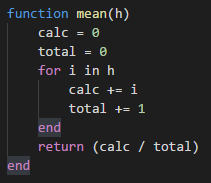 function mean(h)
    calc = 0
    total = 0
    for i in h
        calc += i
        total += 1
    end
    return (calc / total)
end